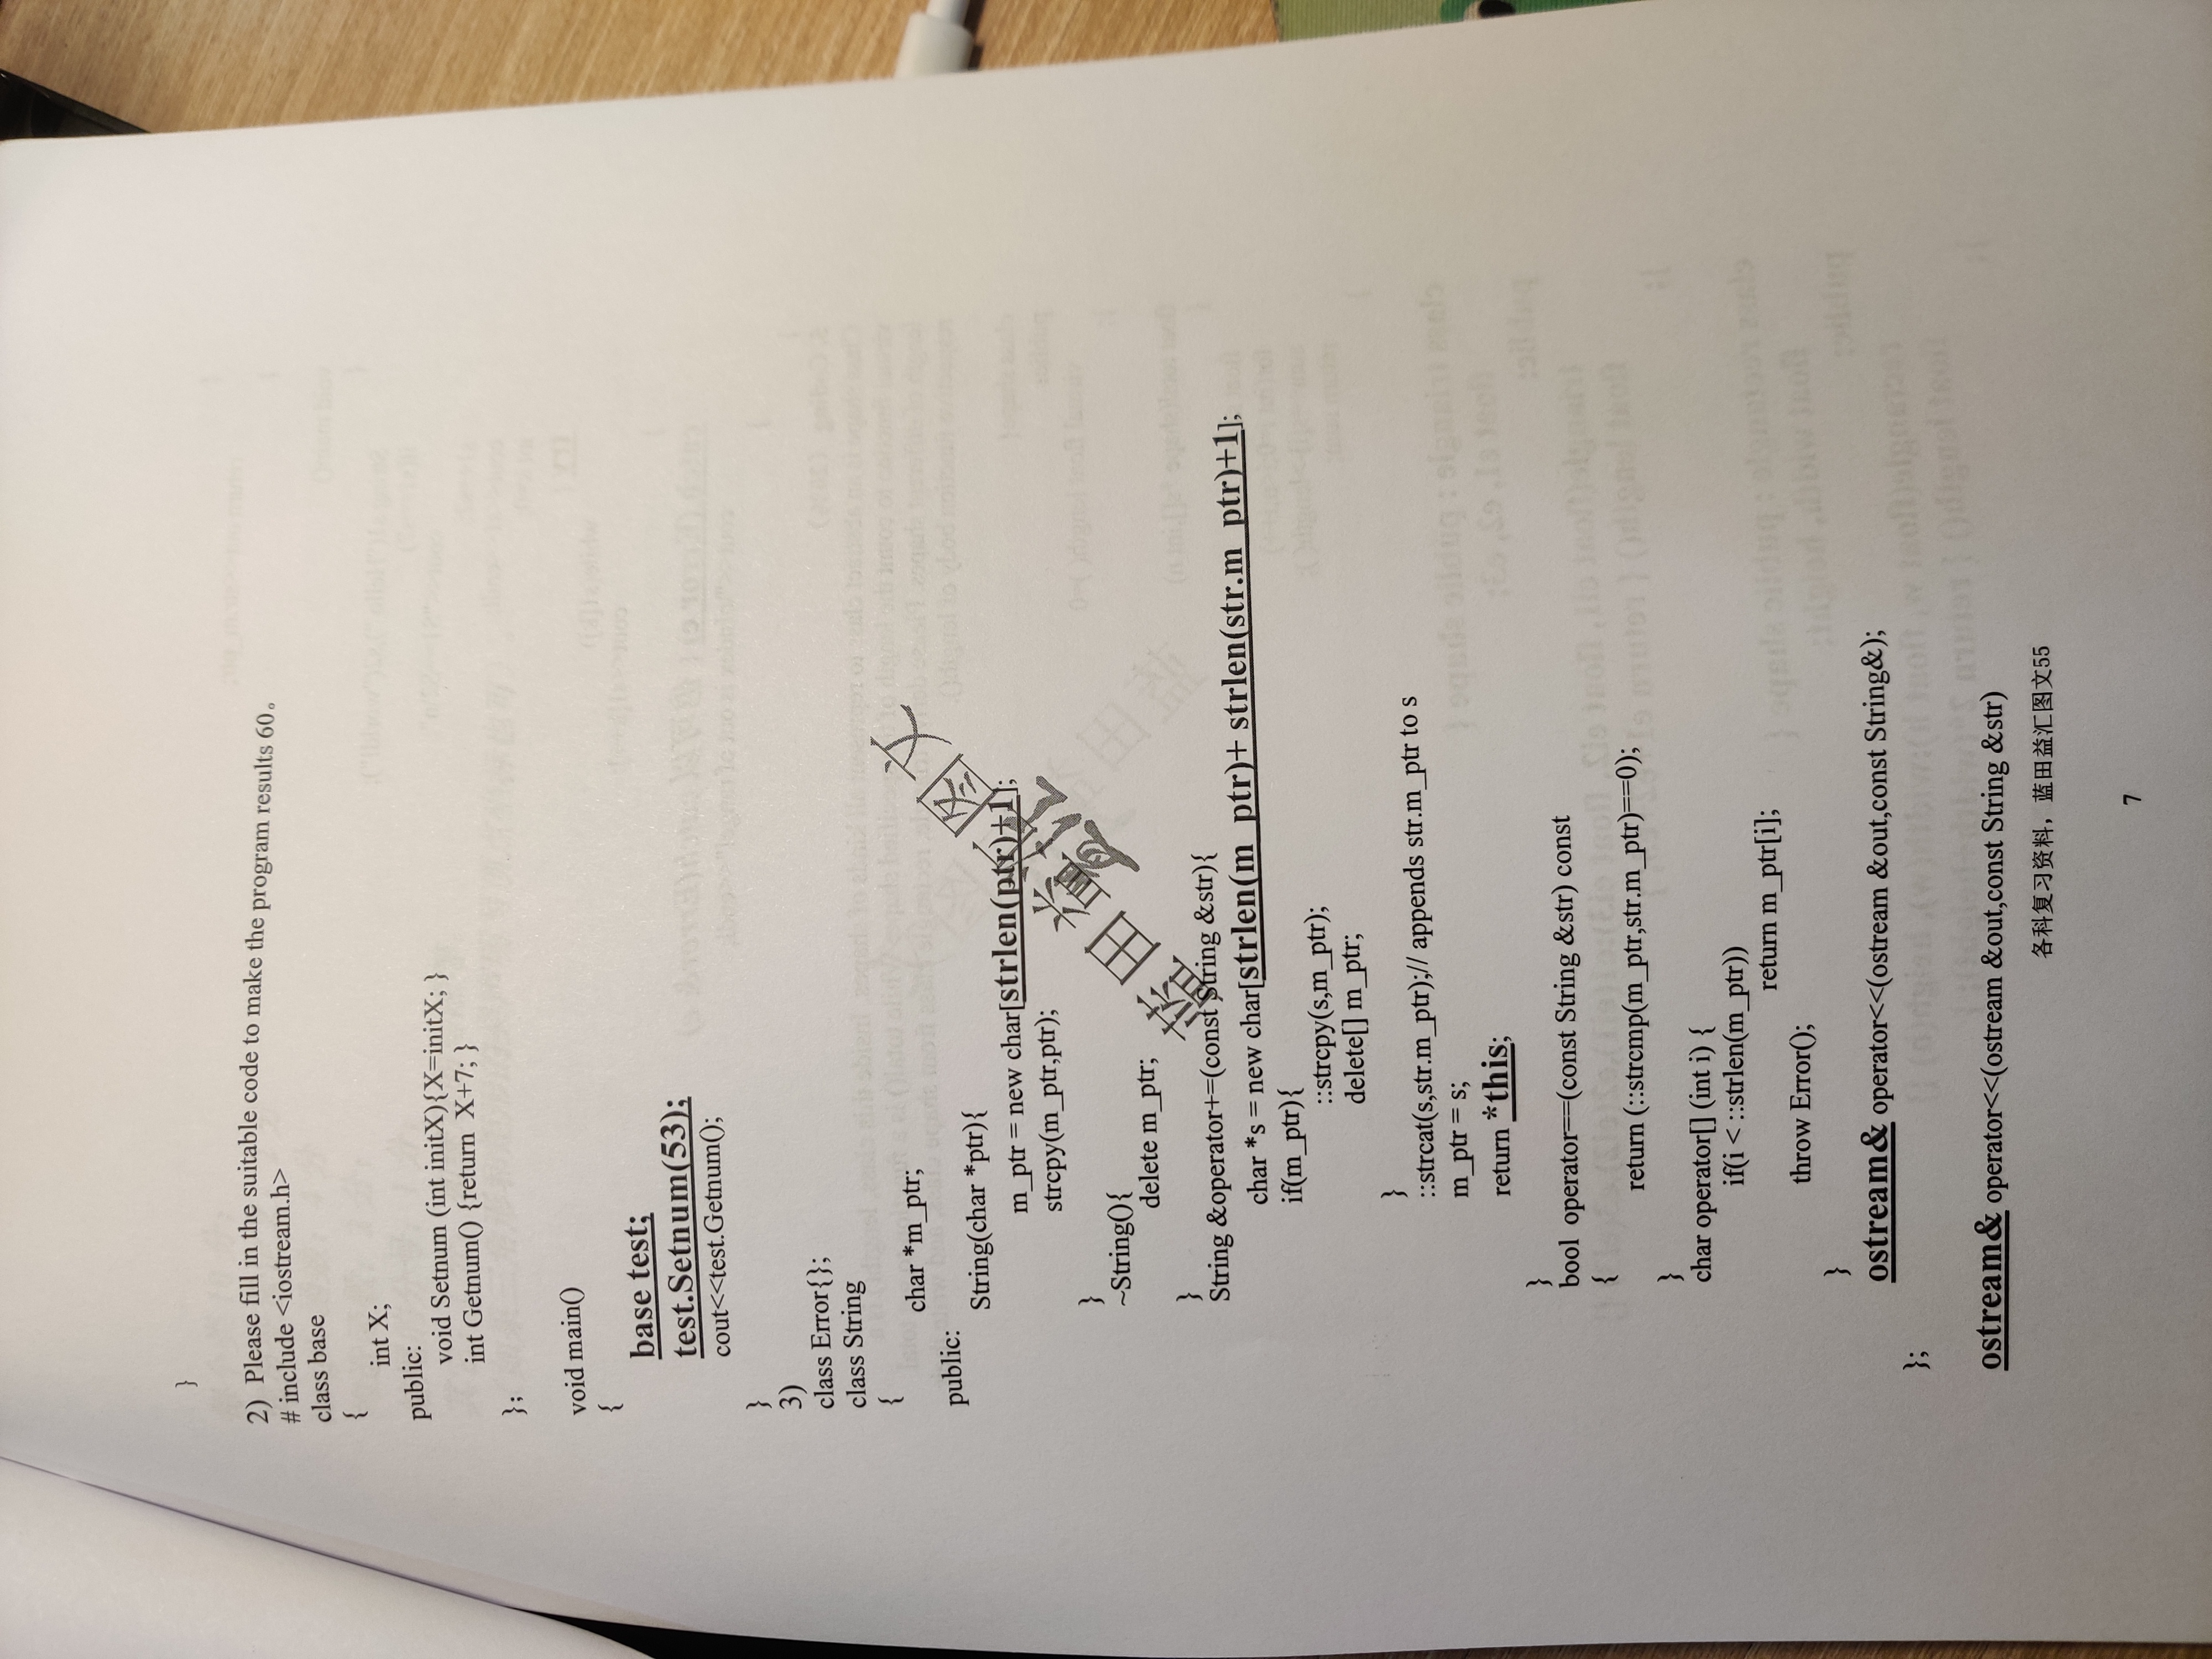 }
2) Please fill in the suitable code to make the program results 60。
# include <iostream.h>
class base
{
int X;
public:
void Setnum (int initX){X=initX; }
int Getnum() {return X+7; }
};
void main()
{
base test;
test.Setnum(53);
cout<<test.Getnum();
}
3)
class Error{};
class String
{
char *m_ptr;
public:
String(char *ptr){
m_ptr = new char[strlen(ptr)+1];
strcpy(m_ptr,ptr);
}
~String(){
delete m_ptr;
}
String &operator+=(const String &str){
char *s = new char[strlen(m_ptr)+ strlen(str.m_ptr)+1];
if(m_ptr){
::strcpy(s,m_ptr);
delete[] m_ptr;
}
::strcat(s,str.m_ptr);// appends str.m_ptr to s
m_ptr = s;
return *this;
}
bool operator==(const String &str) const
{
return (::strcmp(m_ptr,str.m_ptr)==0);
}
char operator[] (int i) {
if(i < ::strlen(m_ptr))
return m_ptr[i];
throw Error();
}
ostream& operator<<(ostream &out,const String&);
};
ostream& operator<<(ostream &out,const String &str)
各科复习资料，蓝田益汇图文55
7
蓝田益汇图文